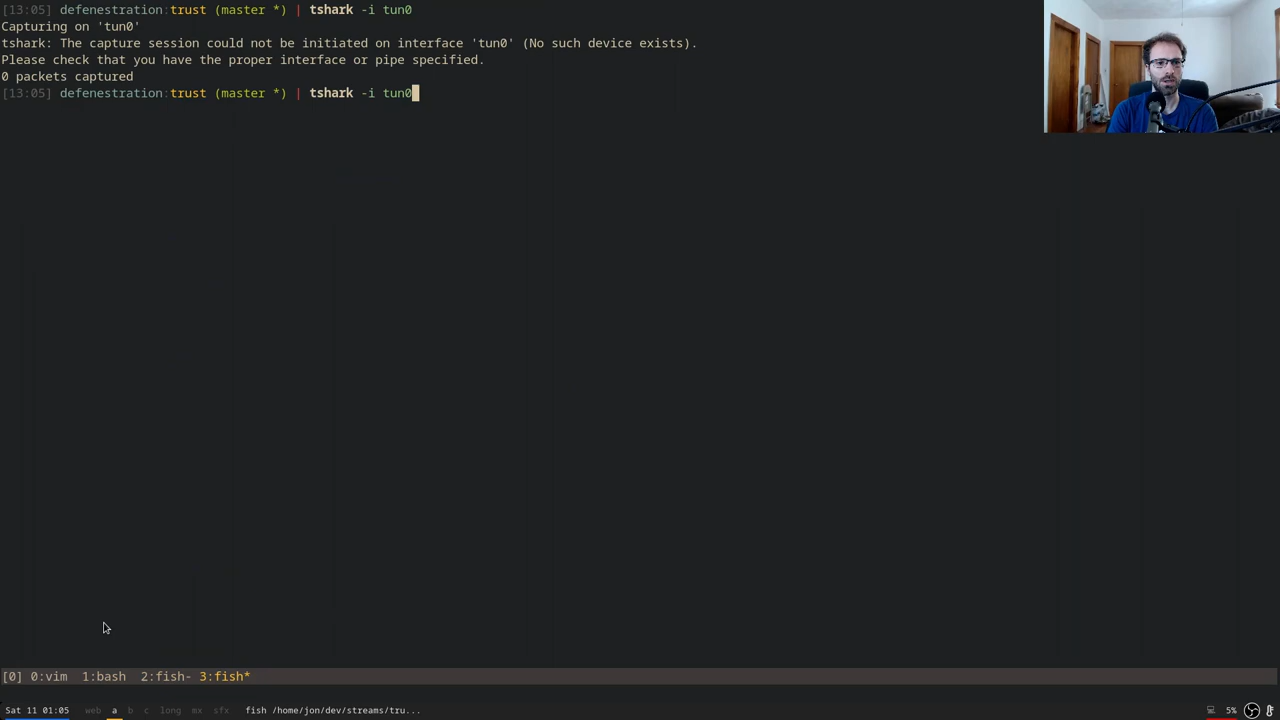 [13:05] defenestration:trust (master *) | tshark -i tun0
Capturing on 'tun0'
tshark: The capture session could not be initiated on interface 'tun0' (No such device exists).
Please check that you have the proper interface or pipe specified.
0 packets captured
[13:05] defenestration:trust (master *) | tshark -i tun0
[0] 0:vim  1:bash  2:fish- 3:fish*
Sat 11 01:05 web a b c long mx sfx fish /home/jon/dev/streams/tru... 5%